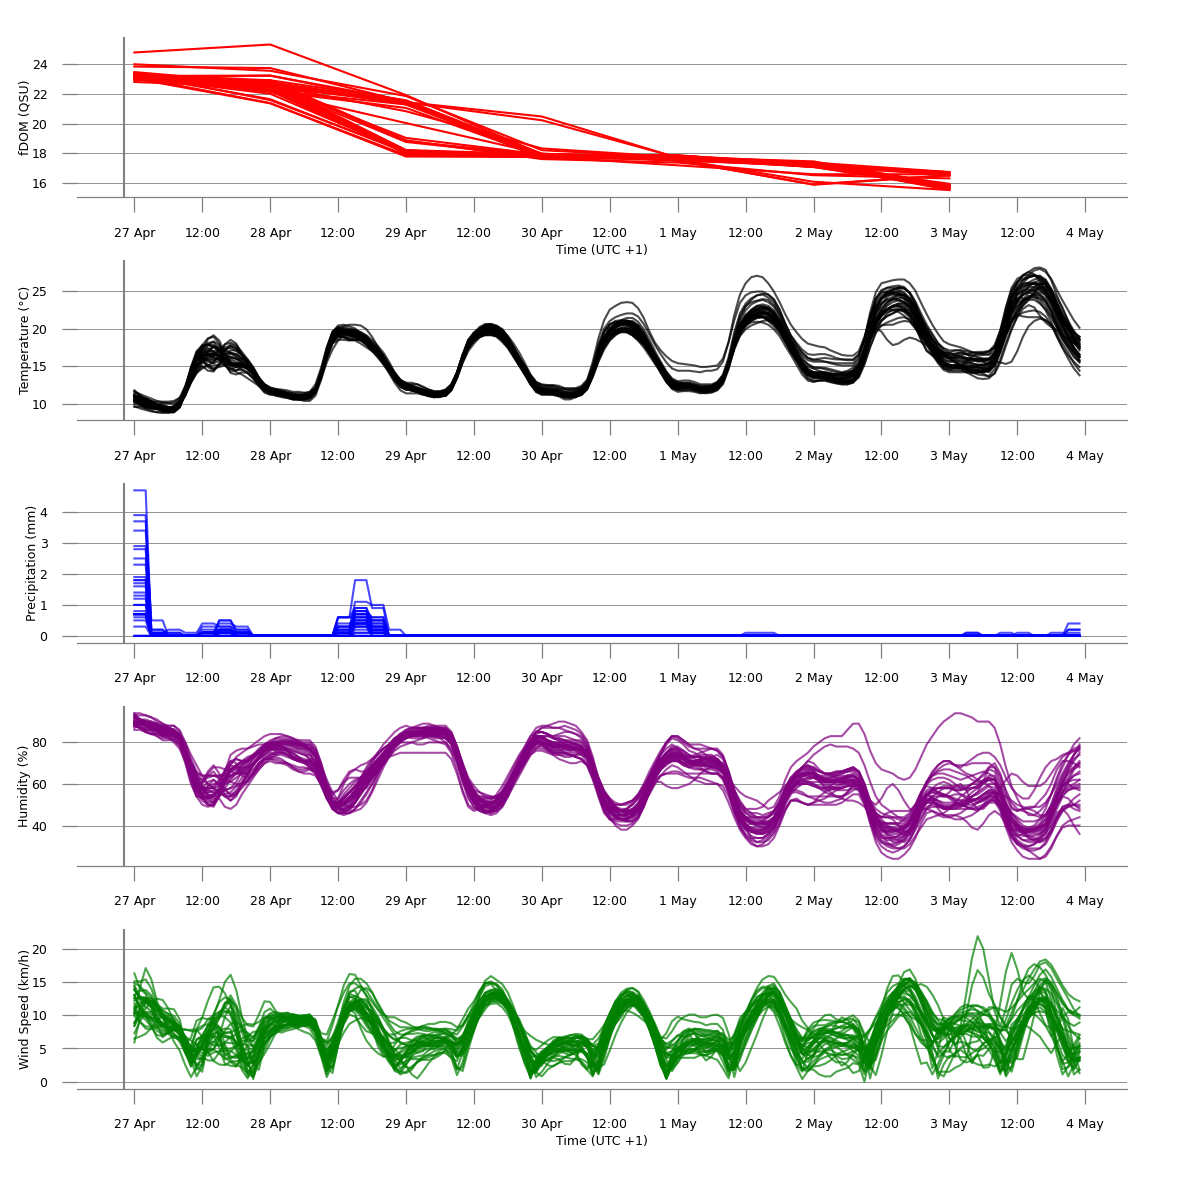 fDOM (QSU)
24
22
20
18
16
27 Apr 12:00 28 Apr 12:00 29 Apr 12:00 30 Apr 12:00 1 May 12:00 2 May 12:00 3 May 12:00 4 May
Time (UTC +1)
Temperature (°C)
25
20
15
10
27 Apr 12:00 28 Apr 12:00 29 Apr 12:00 30 Apr 12:00 1 May 12:00 2 May 12:00 3 May 12:00 4 May
Precipitation (mm)
4
3
2
1
0
27 Apr 12:00 28 Apr 12:00 29 Apr 12:00 30 Apr 12:00 1 May 12:00 2 May 12:00 3 May 12:00 4 May
Humidity (%)
80
60
40
27 Apr 12:00 28 Apr 12:00 29 Apr 12:00 30 Apr 12:00 1 May 12:00 2 May 12:00 3 May 12:00 4 May
Wind Speed (km/h)
20
15
10
5
0
27 Apr 12:00 28 Apr 12:00 29 Apr 12:00 30 Apr 12:00 1 May 12:00 2 May 12:00 3 May 12:00 4 May
Time (UTC +1)